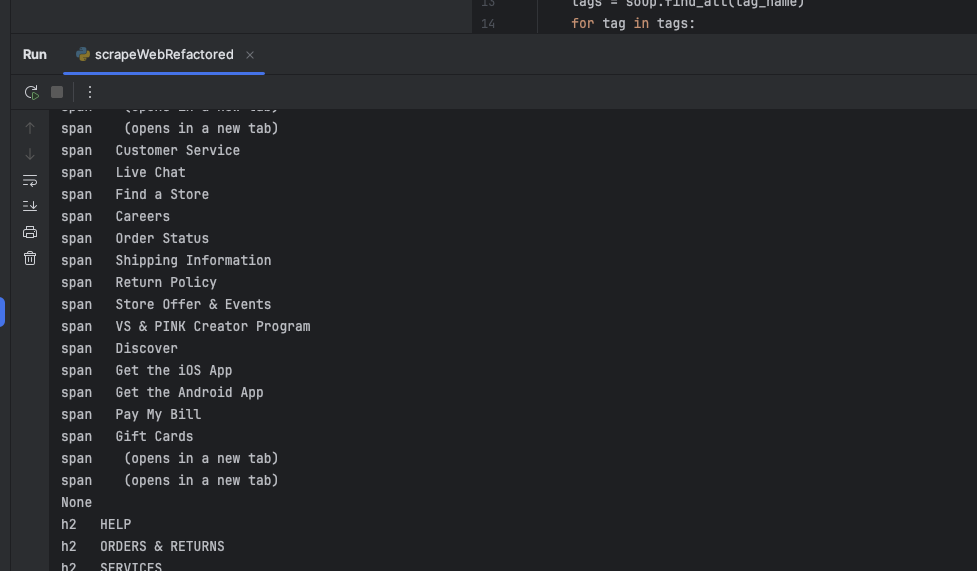 13 tags = soup.find_all(tag_name)
14 for tag in tags:
Run scrapeWebRefactored
span (opens in a new tab)
span (opens in a new tab)
span Customer Service
span Live Chat
span Find a Store
span Careers
span Order Status
span Shipping Information
span Return Policy
span Store Offer & Events
span VS & PINK Creator Program
span Discover
span Get the iOS App
span Get the Android App
span Pay My Bill
span Gift Cards
span (opens in a new tab)
span (opens in a new tab)
None
h2 HELP
h2 ORDERS & RETURNS
h2 SERVICES